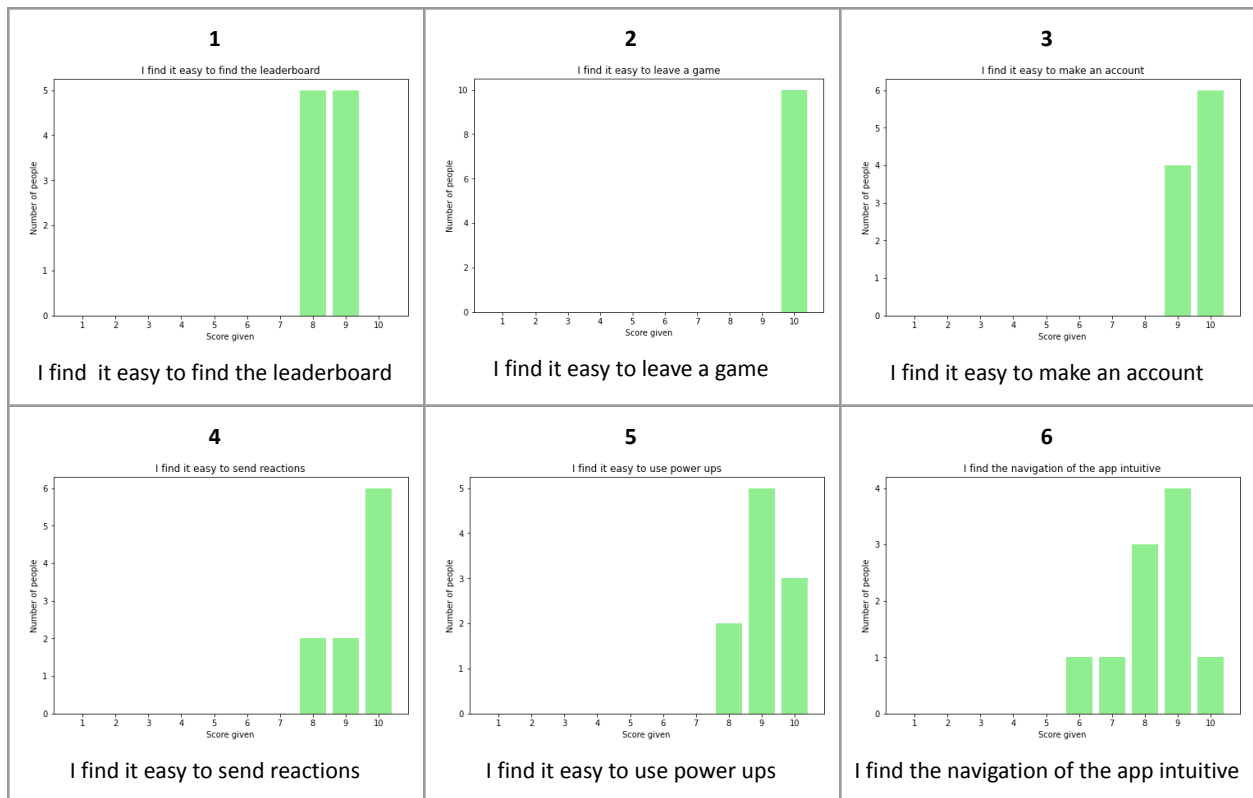 1
I find it easy to find the leaderboard
5
4
3
2
1
0
Number of people
1 2 3 4 5 6 7 8 9 10
Score given
I find  it easy to find the leaderboard
2
I find it easy to leave a game
10
8
6
4
2
0
Number of people
1 2 3 4 5 6 7 8 9 10
Score given
I find it easy to leave a game
3
I find it easy to make an account
6
5
4
3
2
1
0
Number of people
1 2 3 4 5 6 7 8 9 10
Score given
I find it easy to make an account
4
I find it easy to send reactions
6
5
4
3
2
1
0
Number of people
1 2 3 4 5 6 7 8 9 10
Score given
I find it easy to send reactions
5
I find it easy to use power ups
5
4
3
2
1
0
Number of people
1 2 3 4 5 6 7 8 9 10
Score given
I find it easy to use power ups
6
I find the navigation of the app intuitive
4
3
2
1
0
Number of people
1 2 3 4 5 6 7 8 9 10
Score given
I find the navigation of the app intuitive